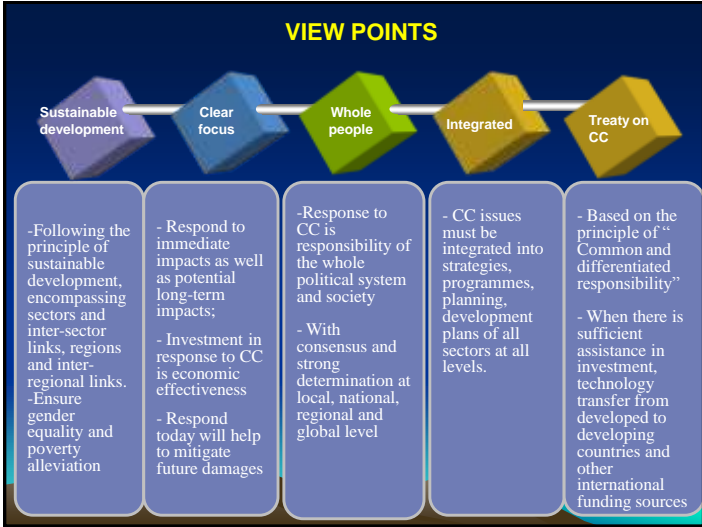 VIEW POINTS
Sustainable
development
Clear
focus
Whole
people
Integrated
Treaty on
CC
-Following the
principle of
sustainable
development,
encompassing
sectors and
inter-sector
links, regions
and inter-
regional links.
-Ensure
gender
equality and
poverty
alleviation
- Respond to
immediate
impacts as well
as potential
long-term
impacts;
- Investment in
response to CC
is economic
effectiveness
- Respond
today will help
to mitigate
future damages
-Response to
CC is
responsibility of
the whole
political system
and society
- With
consensus and
strong
determination at
local, national,
regional and
global level
- CC issues
must be
integrated into
strategies,
programmes,
planning,
development
plans of all
sectors at all
levels.
- Based on the
principle of “
Common and
differentiated
responsibility”
- When there is
sufficient
assistance in
investment,
technology
transfer from
developed to
developing
countries and
other
international
funding sources